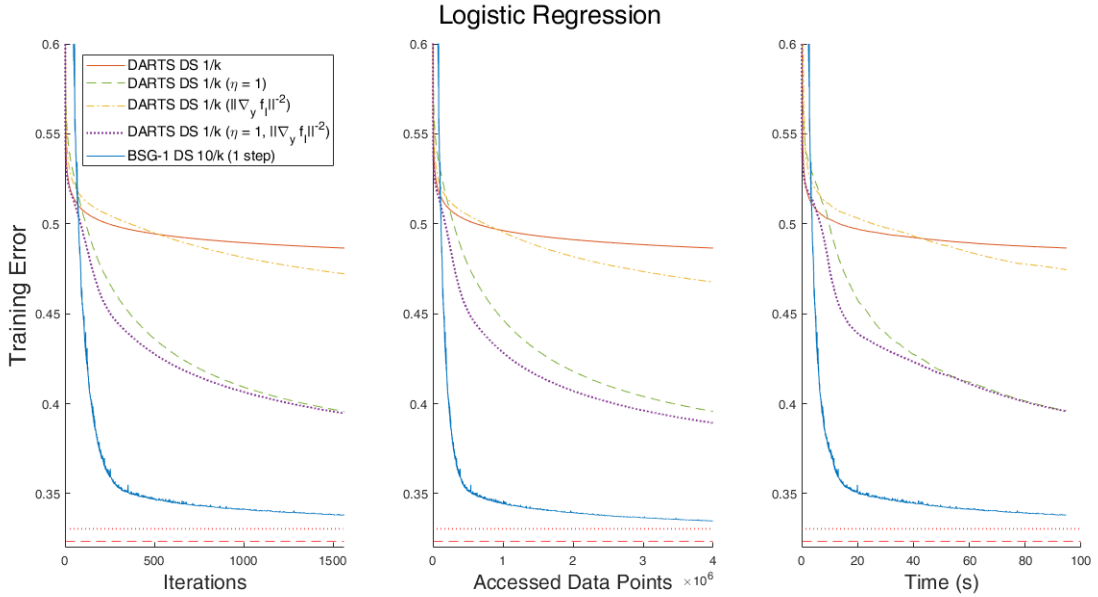 Logistic Regression
Training Error
0.6
0.55
0.5
0.45
0.4
0.35
DARTS DS 1/k
DARTS DS 1/k (η = 1)
DARTS DS 1/k (||∇_y f_l||^-2)
DARTS DS 1/k (η = 1, ||∇_y f_l||^-2)
BSG-1 DS 10/k (1 step)
0 500 1000 1500
Iterations
0.6
0.55
0.5
0.45
0.4
0.35
0 1 2 3 4
Accessed Data Points ×10^6
0.6
0.55
0.5
0.45
0.4
0.35
0 20 40 60 80 100
Time (s)